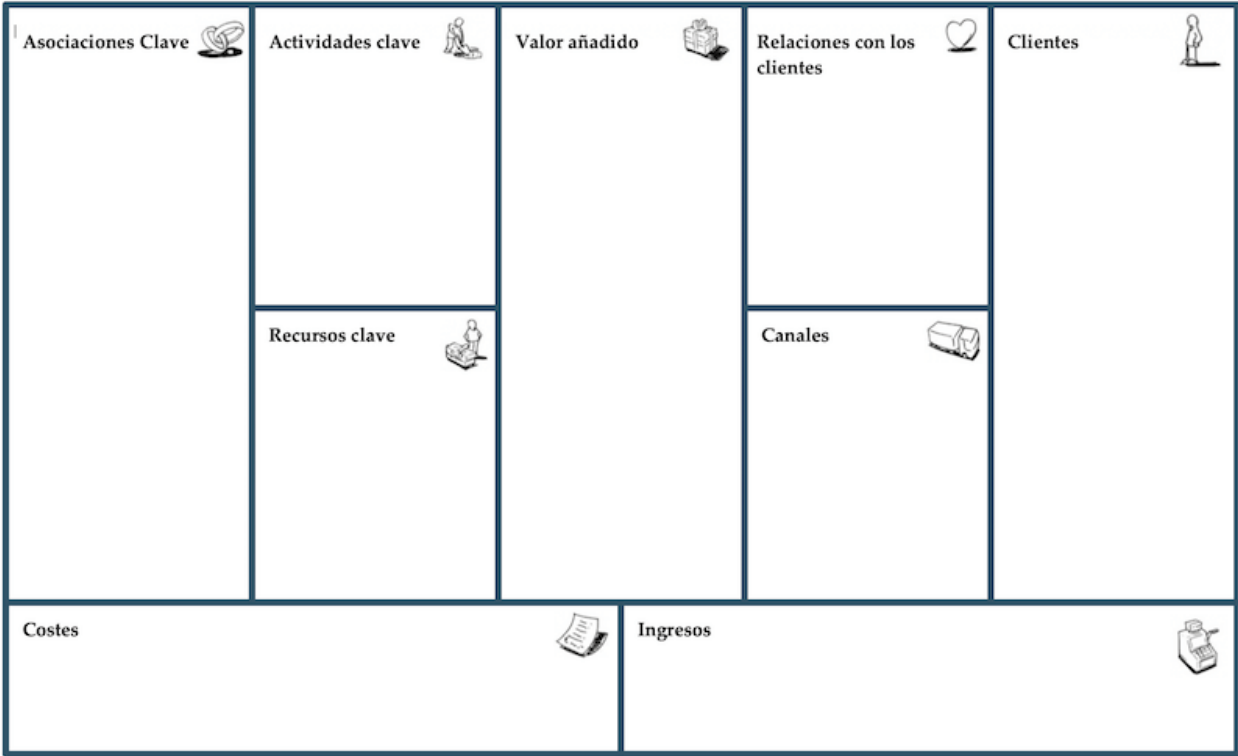 Asociaciones Clave
Actividades clave
Valor añadido
Relaciones con los
clientes
Clientes
Recursos clave
Canales
Costes
Ingresos